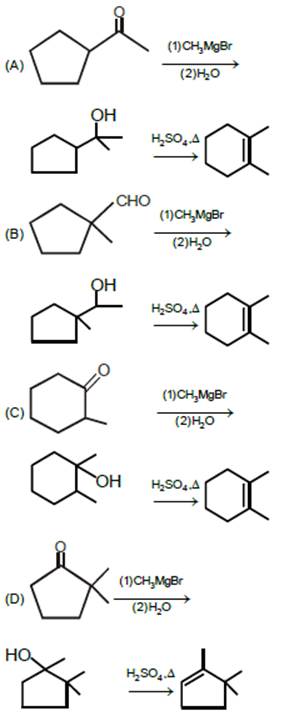 O
(A) (1)CH₃MgBr
(2)H₂O
OH
H₂SO₄,Δ
CHO
(B) (1)CH₃MgBr
(2)H₂O
OH
H₂SO₄,Δ
O
(C) (1)CH₃MgBr
(2)H₂O
OH H₂SO₄,Δ
O
(D) (1)CH₃MgBr
(2)H₂O
HO
H₂SO₄,Δ